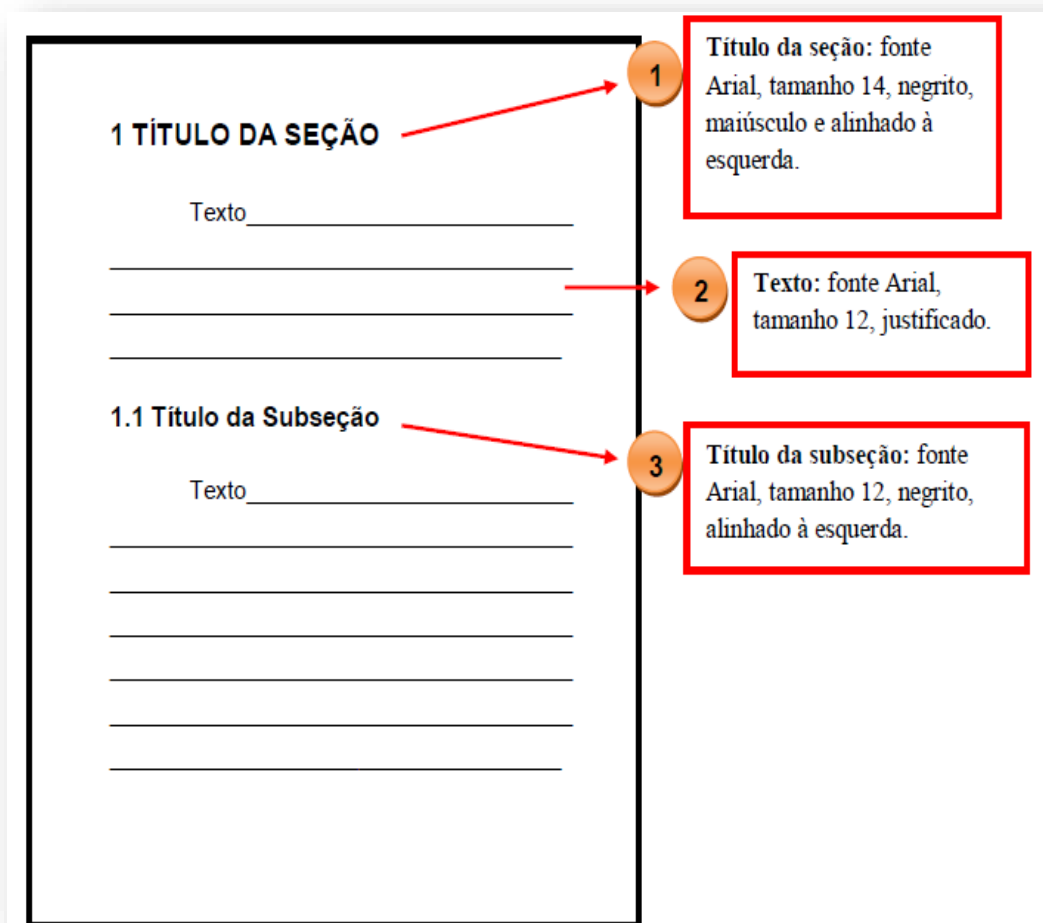 1 TÍTULO DA SEÇÃO
Texto
1.1 Título da Subseção
Texto
1
Título da seção: fonte
Arial, tamanho 14, negrito,
maiúsculo e alinhado à
esquerda.
2
Texto: fonte Arial,
tamanho 12, justificado.
3
Título da subseção: fonte
Arial, tamanho 12, negrito,
alinhado à esquerda.